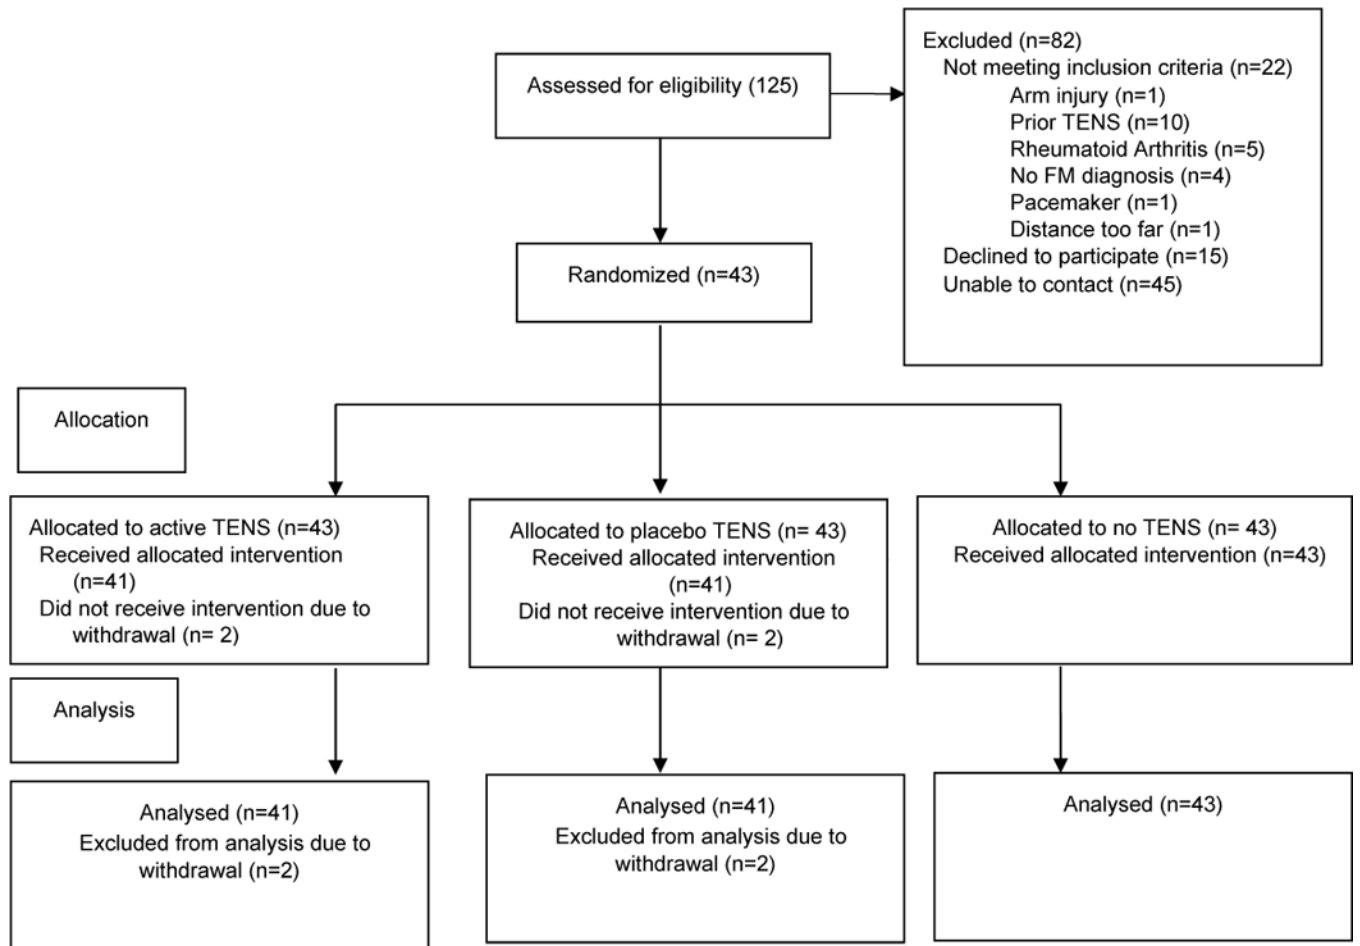 Assessed for eligibility (125)
Excluded (n=82)
Not meeting inclusion criteria (n=22)
Arm injury (n=1)
Prior TENS (n=10)
Rheumatoid Arthritis (n=5)
No FM diagnosis (n=4)
Pacemaker (n=1)
Distance too far (n=1)
Declined to participate (n=15)
Unable to contact (n=45)
Randomized (n=43)
Allocation
Allocated to active TENS (n=43)
Received allocated intervention
(n=41)
Did not receive intervention due to
withdrawal (n= 2)
Allocated to placebo TENS (n= 43)
Received allocated intervention
(n=41)
Did not receive intervention due to
withdrawal (n= 2)
Allocated to no TENS (n= 43)
Received allocated intervention (n=43)
Analysis
Analysed (n=41)
Excluded from analysis due to
withdrawal (n=2)
Analysed (n=41)
Excluded from analysis due to
withdrawal (n=2)
Analysed (n=43)